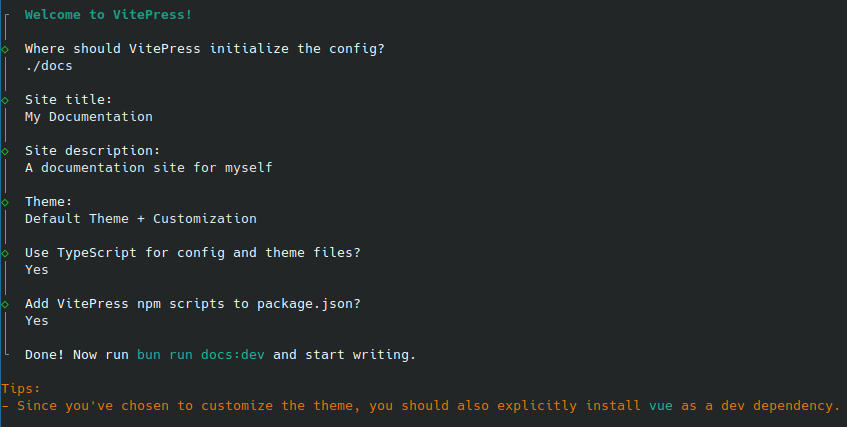 Welcome to VitePress!
Where should VitePress initialize the config?
./docs
Site title:
My Documentation
Site description:
A documentation site for myself
Theme:
Default Theme + Customization
Use TypeScript for config and theme files?
Yes
Add VitePress npm scripts to package.json?
Yes
Done! Now run bun run docs:dev and start writing.
Tips:
- Since you've chosen to customize the theme, you should also explicitly install vue as a dev dependency.